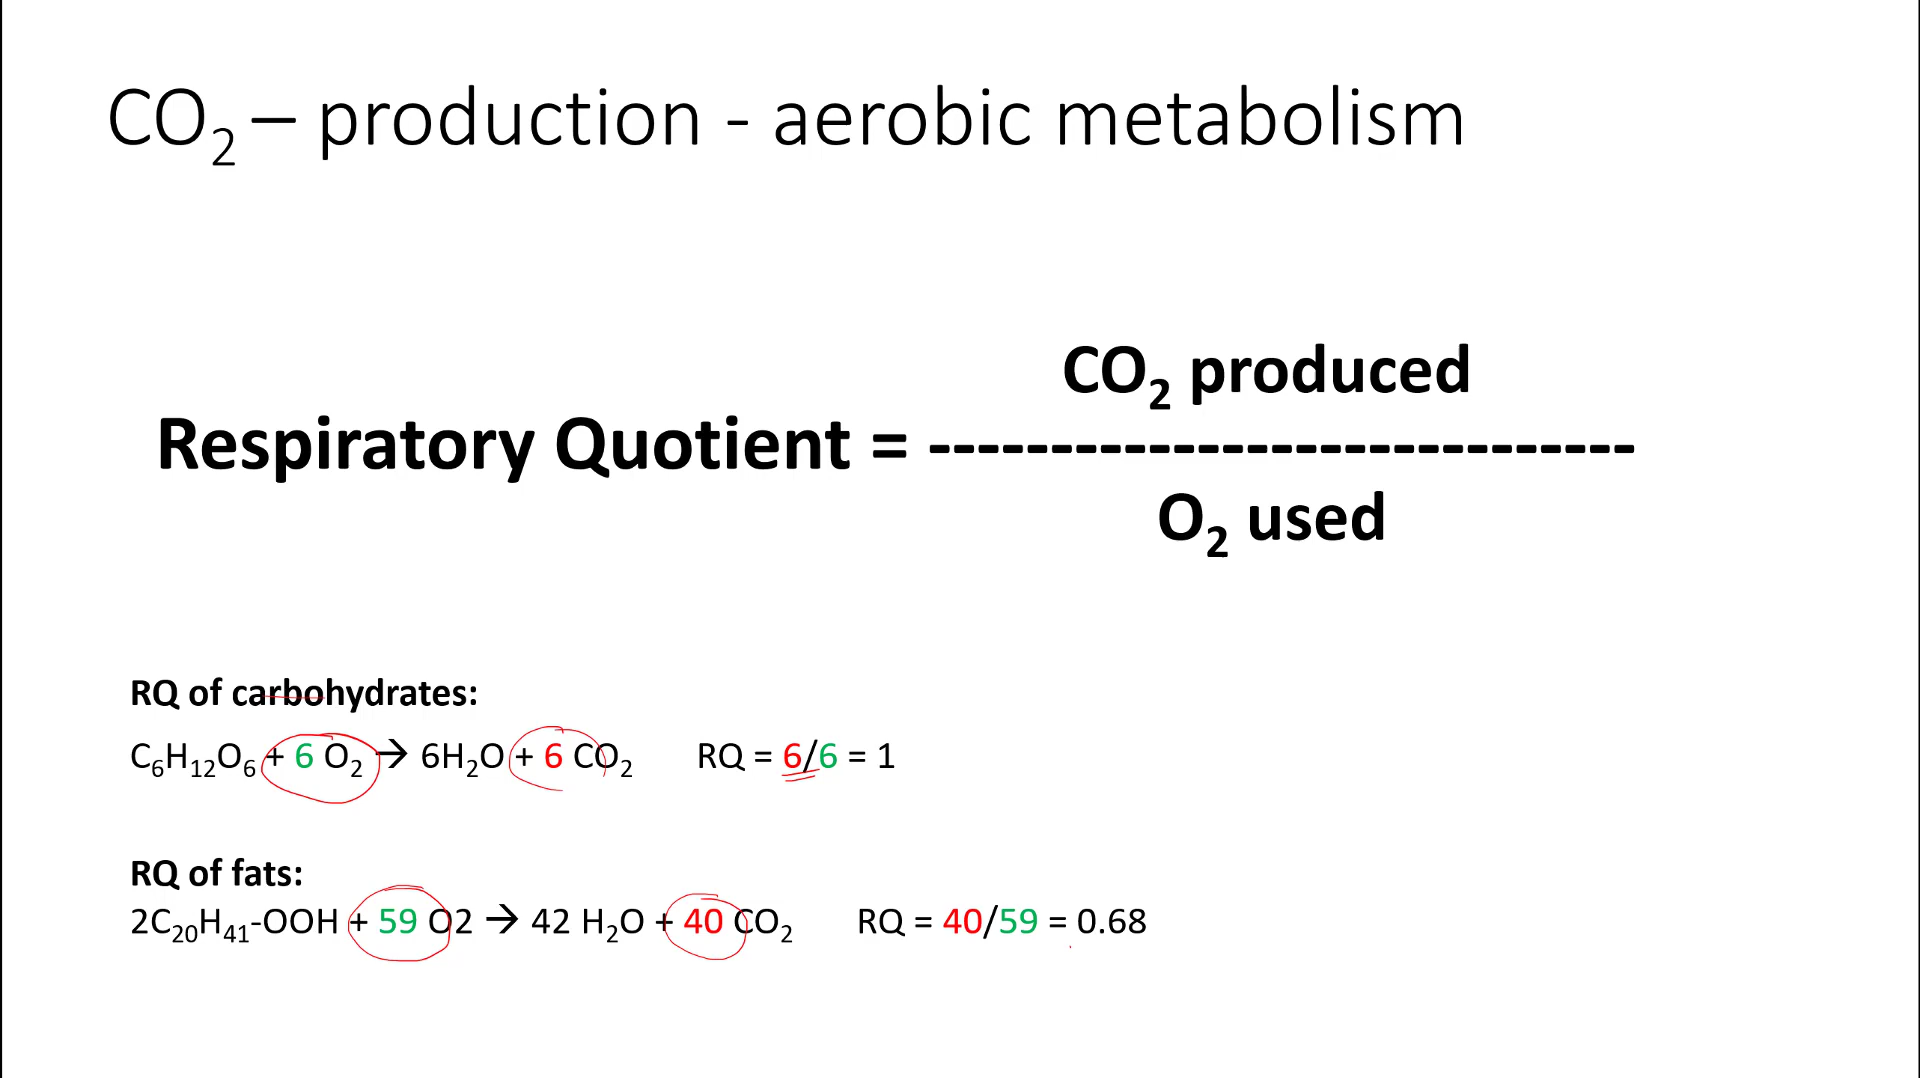 CO₂ – production - aerobic metabolism
CO₂ produced
Respiratory Quotient = -----------------------------
O₂ used
RQ of carbohydrates:
C₆H₁₂O₆ + 6 O₂ → 6H₂O + 6 CO₂ RQ = 6/6 = 1
RQ of fats:
2C₂₀H₄₁-OOH + 59 O2 → 42 H₂O + 40 CO₂ RQ = 40/59 = 0.68